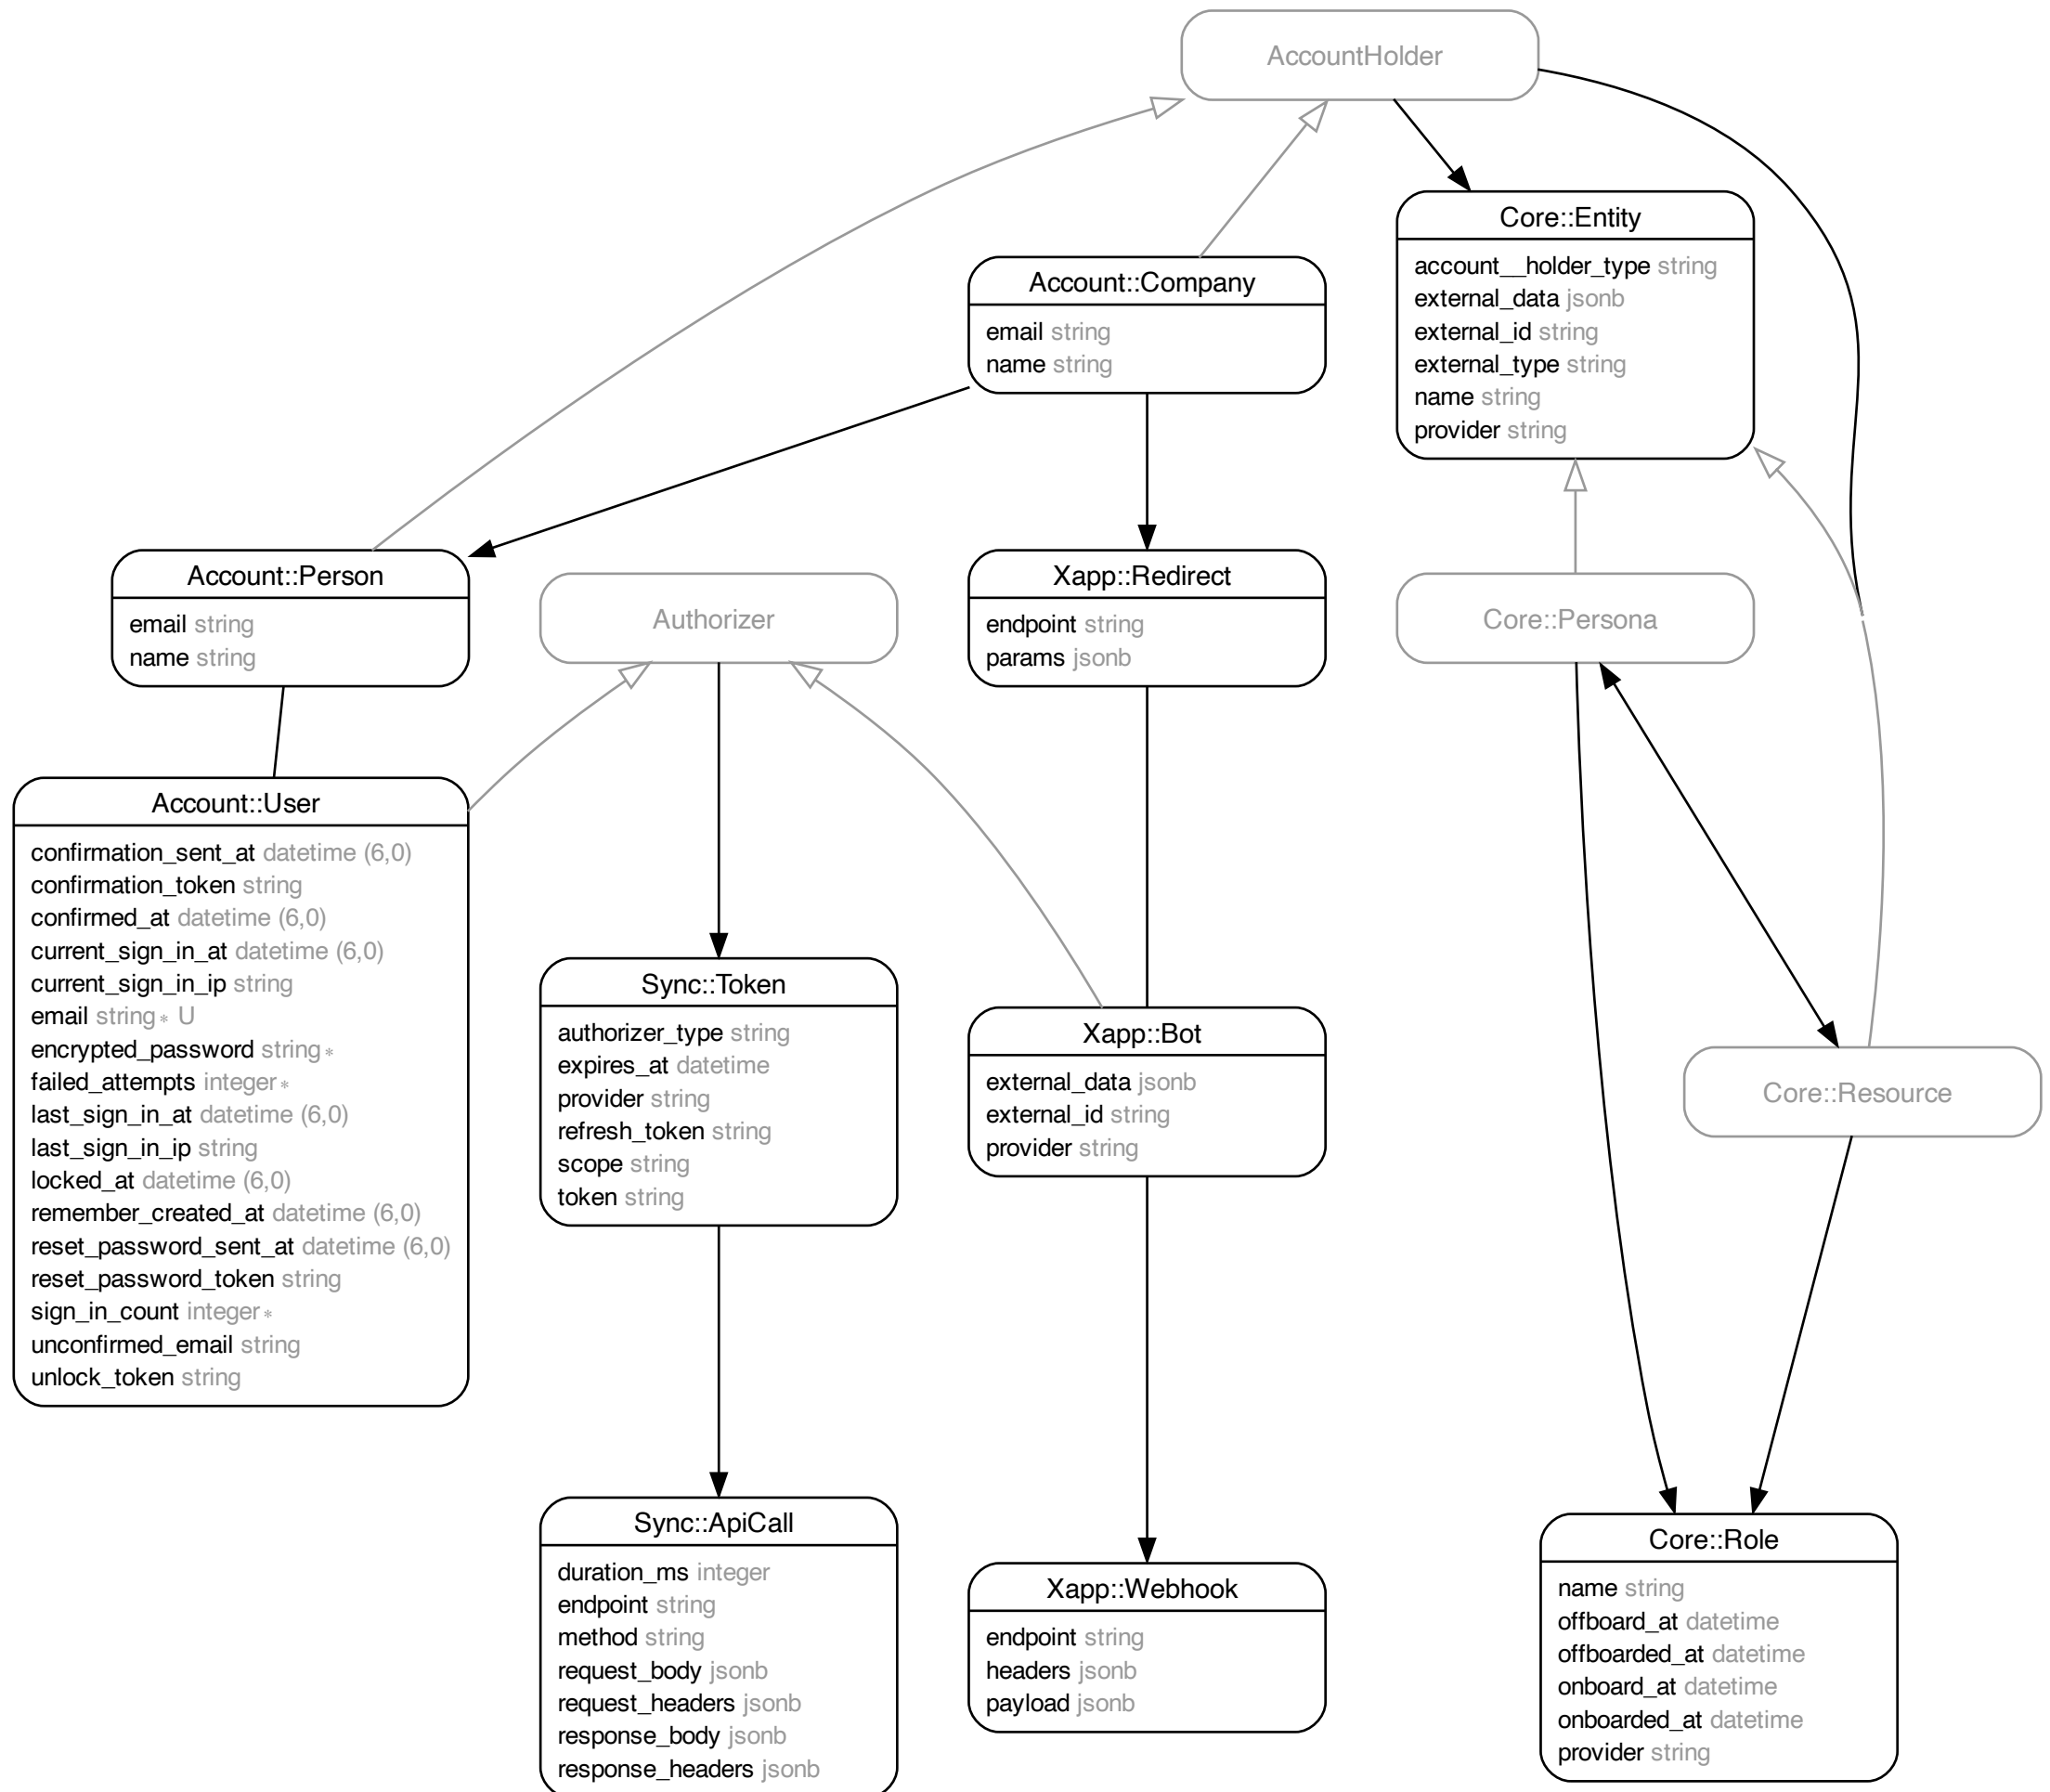 AccountHolder
Core::Entity
account__holder_type string
external_data jsonb
external_id string
external_type string
name string
provider string
Account::Company
email string
name string
Account::Person
email string
name string
Authorizer
Xapp::Redirect
endpoint string
params jsonb
Core::Persona
Account::User
confirmation_sent_at datetime (6,0)
confirmation_token string
confirmed_at datetime (6,0)
current_sign_in_at datetime (6,0)
current_sign_in_ip string
email string* U
encrypted_password string*
failed_attempts integer*
last_sign_in_at datetime (6,0)
last_sign_in_ip string
locked_at datetime (6,0)
remember_created_at datetime (6,0)
reset_password_sent_at datetime (6,0)
reset_password_token string
sign_in_count integer*
unconfirmed_email string
unlock_token string
Sync::Token
authorizer_type string
expires_at datetime
provider string
refresh_token string
scope string
token string
Xapp::Bot
external_data jsonb
external_id string
provider string
Core::Resource
Sync::ApiCall
duration_ms integer
endpoint string
method string
request_body jsonb
request_headers jsonb
response_body jsonb
response_headers jsonb
Xapp::Webhook
endpoint string
headers jsonb
payload jsonb
Core::Role
name string
offboard_at datetime
offboarded_at datetime
onboard_at datetime
onboarded_at datetime
provider string